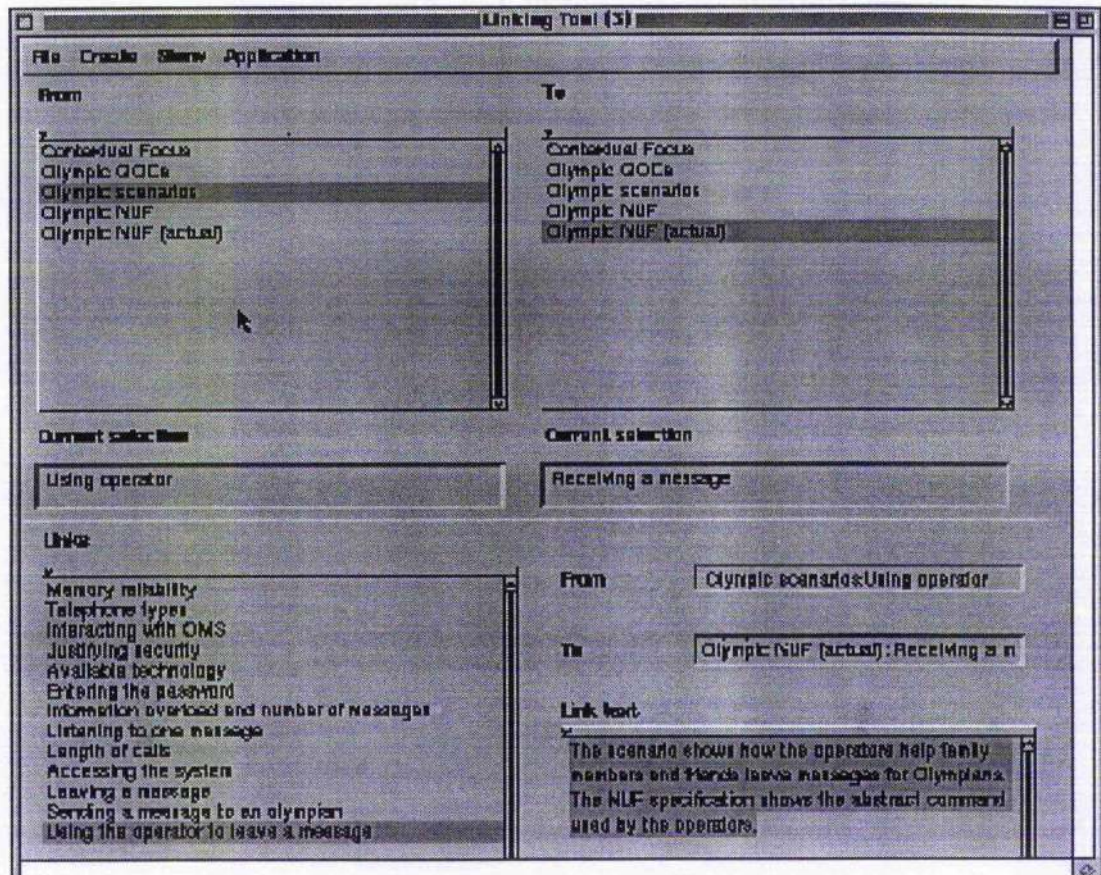 Linking Tool (3)
File Create Show Application
From
Contextual Focus
Olympic QOCs
Olympic scenarios
Olympic NUF
Olympic NUF (actual)
To
Contextual Focus
Olympic QOCs
Olympic scenarios
Olympic NUF
Olympic NUF (actual)
Current selection
Using operator
Current selection
Receiving a message
Links
Memory reliability
Telephone types
Interacting with OMS
Justifying security
Available technology
Entering the password
Information overload and number of messages
Listening to one message
Length of calls
Accessing the system
Leaving a message
Sending a message to an olympian
Using the operator to leave a message
From
Olympic scenarios:Using operator
To
Olympic NUF (actual):Receiving a m
Link text
The scenario shows how the operators help family
members and friends leave messages for Olympians.
The NUF specification shows the abstract command
used by the operators.